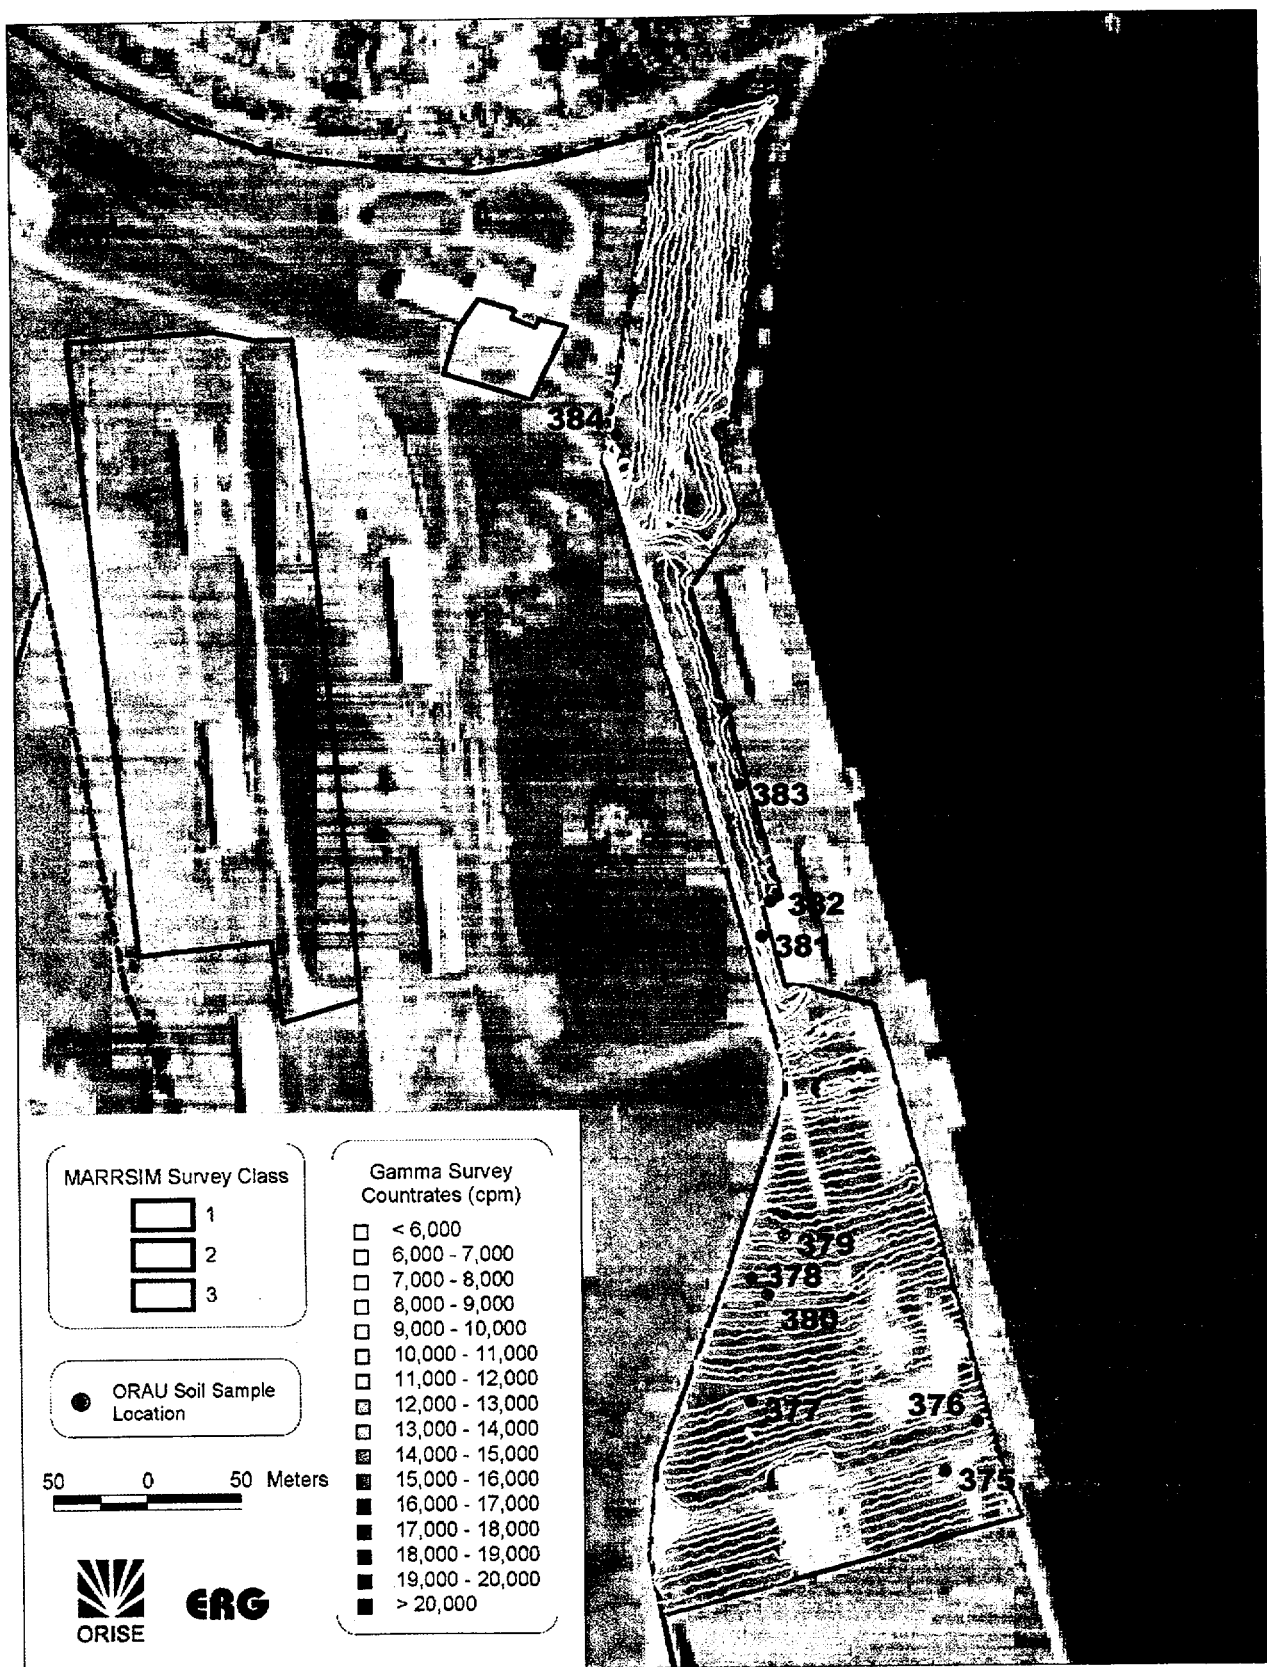 384
383
382
381
379
378
380
377
376
375
MARRSIM Survey Class
1
2
3
ORAU Soil Sample
Location
50 0 50 Meters
ORISE
ERG
Gamma Survey
Countrates (cpm)
< 6,000
6,000 - 7,000
7,000 - 8,000
8,000 - 9,000
9,000 - 10,000
10,000 - 11,000
11,000 - 12,000
12,000 - 13,000
13,000 - 14,000
14,000 - 15,000
15,000 - 16,000
16,000 - 17,000
17,000 - 18,000
18,000 - 19,000
19,000 - 20,000
> 20,000